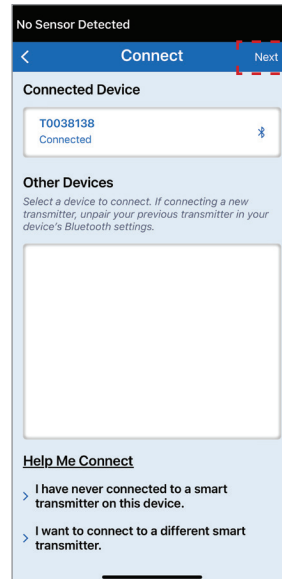 No Sensor Detected
Connect
Next
Connected Device
T0038138
Connected
Other Devices
Select a device to connect. If connecting a new
transmitter, unpair your previous transmitter in your
device's Bluetooth settings.
Help Me Connect
I have never connected to a smart
transmitter on this device.
I want to connect to a different smart
transmitter.